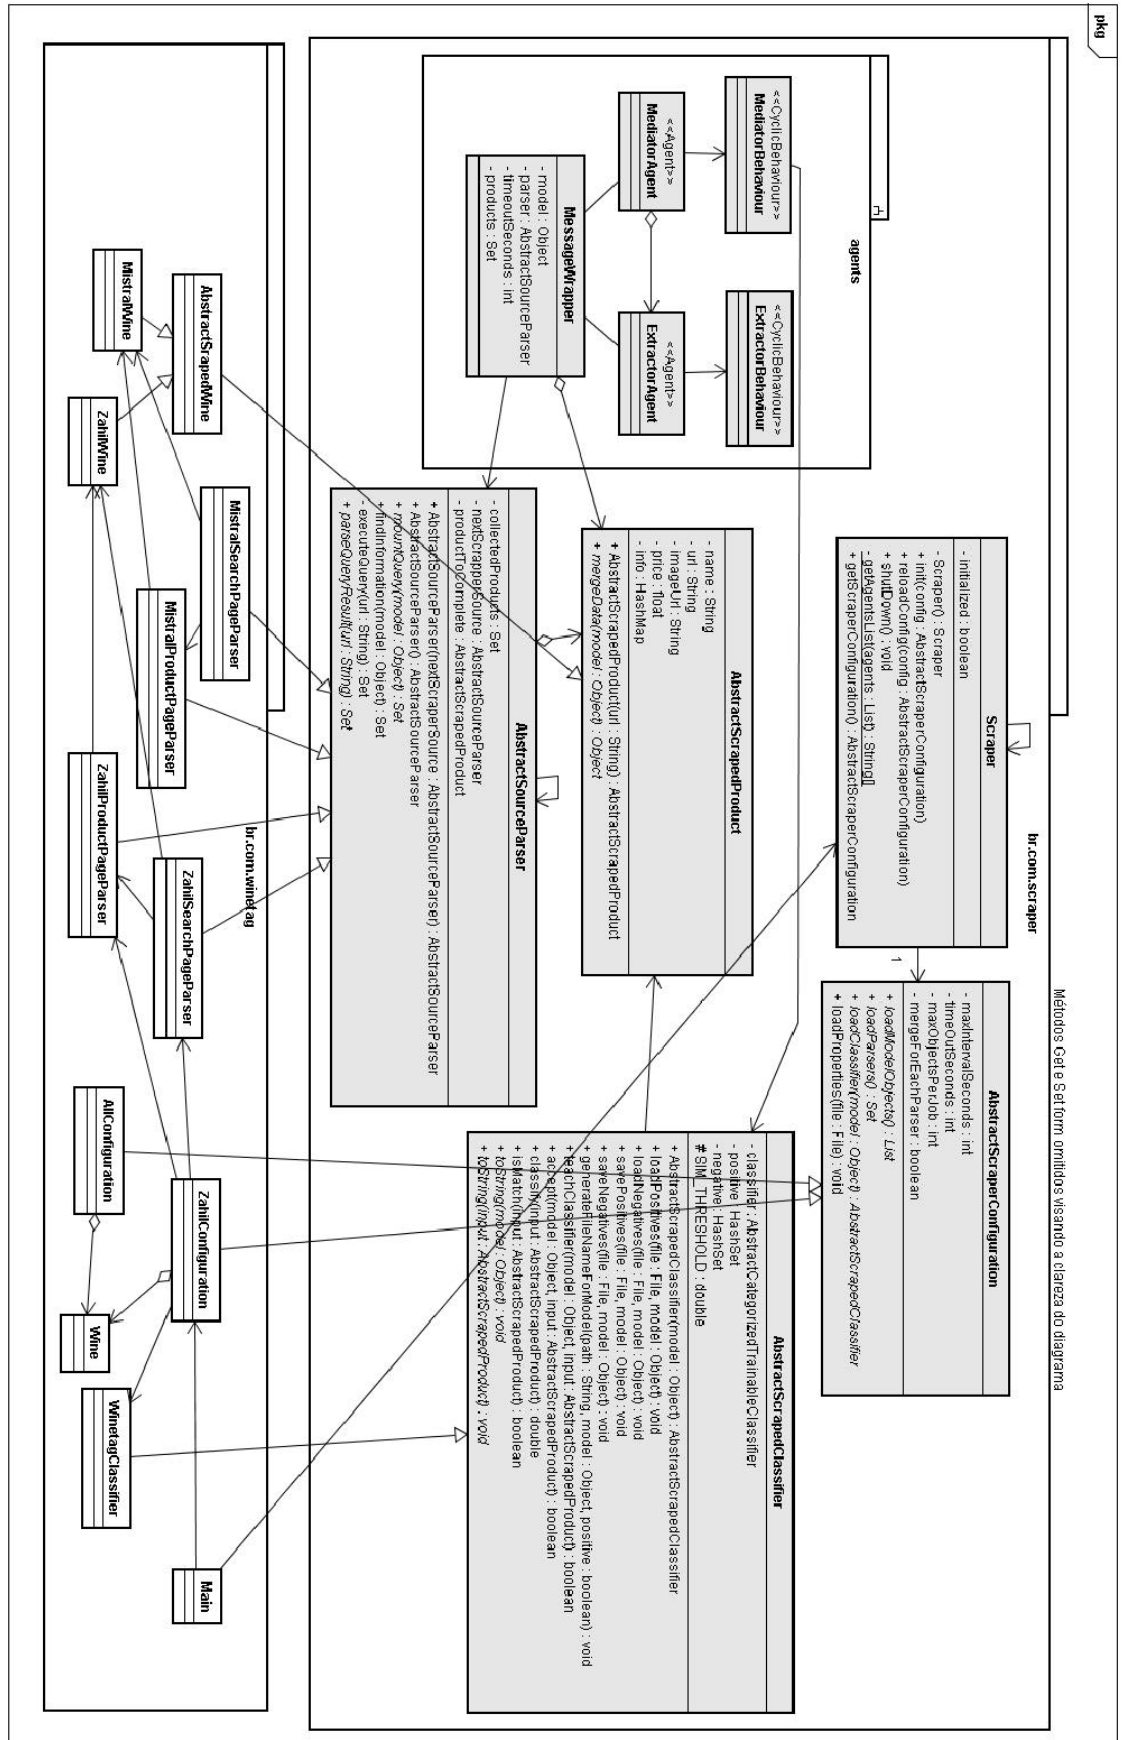 pkg
Métodos Get e Set form omitidos visando a clareza do diagrama
br.com.scraper
Scraper
- initialized : boolean
- Scraper() : Scraper
+ init(config : AbstractScraperConfiguration)
+ reloadConfig(config : AbstractScraperConfiguration)
+ shutDown() : void
- getAgentsList(agents : List) : String[]
+ getScraperConfiguration() : AbstractScraperConfiguration
1
AbstractScraperConfiguration
- maxIntervalSeconds : int
- timeOutSeconds : int
- maxObjectsPerJob : int
- mergeForEachParser : boolean
+ loadModelObjects() : List
+ loadParsers() : Set
+ loadClassifier(model : Object) : AbstractScrapedClassifier
+ loadProperties(file : File) : void
agents
<<CyclicBehaviour>>
MediatorBehaviour
<<CyclicBehaviour>>
ExtractorBehaviour
<<Agent>>
MediatorAgent
<<Agent>>
ExtractorAgent
MessageWrapper
- model : Object
- parser : AbstractSourceParser
- timeoutSeconds : int
- products : Set
AbstractScrapedProduct
- name : String
- url : String
- imageUrl : String
- price : float
- info : HashMap
+ AbstractScrapedProduct(url : String) : AbstractScrapedProduct
+ mergeData(model : Object) : Object
AbstractSourceParser
- collectedProducts : Set
- nextScrapperSource : AbstractSourceParser
- productToComplete : AbstractScrapedProduct
+ AbstractSourceParser(nextScraperSource : AbstractSourceParser) : AbstractSourceParser
+ AbstractSourceParser() : AbstractSourceParser
+ mountQuery(model : Object) : Set
+ findInformation(model : Object) : Set
- executeQuery(url : String) : Set
+ parseQueryResult(url : String) : Set
AbstractScrapedClassifier
- classifier : AbstractCategorizedTrainableClassifier
- positive : HashSet
- negative : HashSet
# SIMI_THRESHOLD : double
+ AbstractScrapedClassifier(model : Object) : AbstractScrapedClassifier
+ loadPositives(file : File, model : Object) : void
+ loadNegatives(file : File, model : Object) : void
+ savePositives(file : File, model : Object) : void
+ saveNegatives(file : File, model : Object) : void
+ generateFileNameForModel(path : String, model : Object, positive : boolean) : void
+ teachClassifier(model : Object, input : AbstractScrapedProduct) : boolean
+ accept(model : Object, input : AbstractScrapedProduct) : boolean
+ classify(input : AbstractScrapedProduct) : double
+ isMatch(input : AbstractScrapedProduct) : boolean
+ toString(model : Object) : void
+ toString(input : AbstractScrapedProduct) : void
br.com.winetag
AbstractSrapedWine
MistralWine
ZahilWine
MistralSearchPageParser
MistralProductPageParser
ZahilProductPageParser
ZahilSearchPageParser
AllConfiguration
ZahilConfiguration
Wine
WinetagClassifier
Main